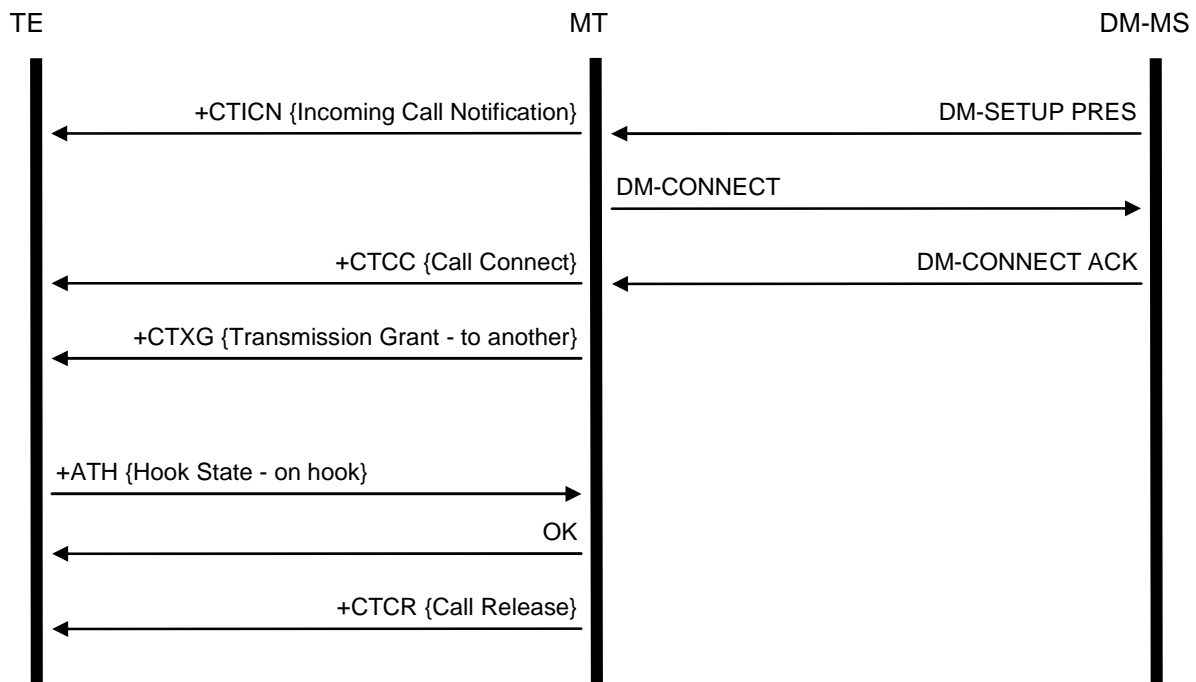 TE MT DM-MS
+CTICN {Incoming Call Notification} DM-SETUP PRES
DM-CONNECT
+CTCC {Call Connect} DM-CONNECT ACK
+CTXG {Transmission Grant - to another}
+ATH {Hook State - on hook}
OK
+CTCR {Call Release}